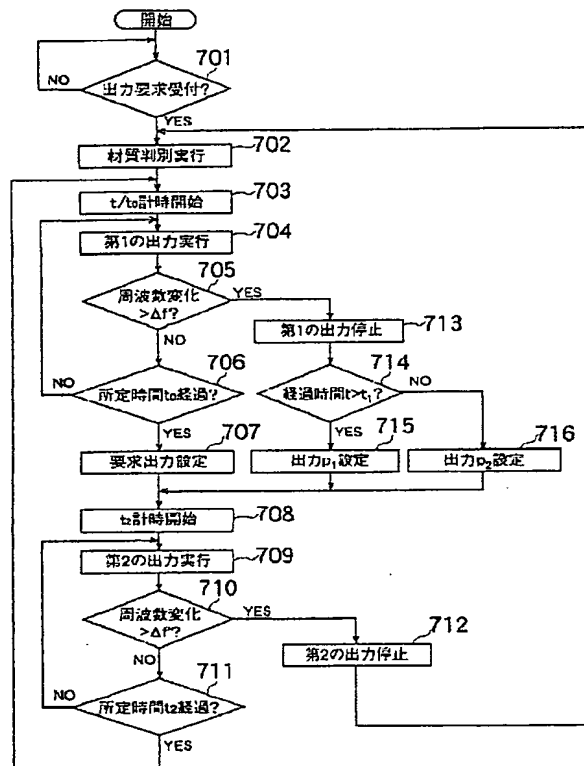 開始
701
出力要求受付?
NO
YES
材質判別実行
702
703
t/t₀計時開始
704
第1の出力実行
705
周波数変化
>Δf?
YES
NO
第1の出力停止
713
706
所定時間t₀経過?
NO
YES
714
経過時間t>t₁?
NO
YES
707
要求出力設定
715
出力p₁設定
716
出力p₂設定
t₂計時開始
708
第2の出力実行
709
710
周波数変化
>Δf'?
YES
NO
712
第2の出力停止
711
所定時間t₂経過?
NO
YES